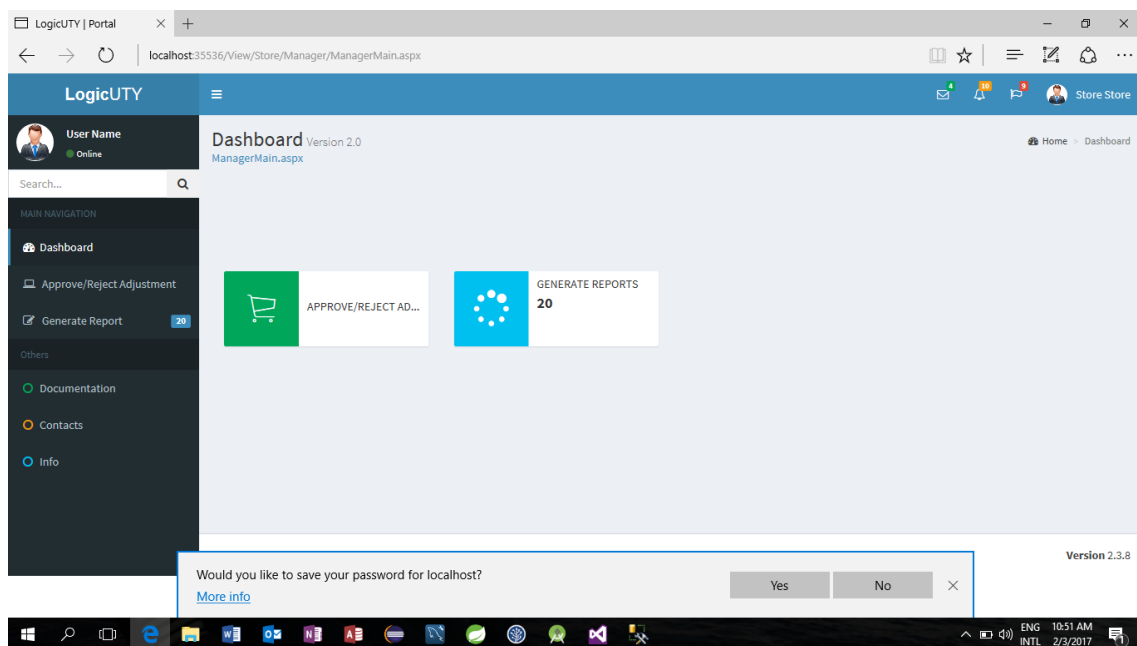 LogicUTY | Portal
localhost:35536/View/Store/Manager/ManagerMain.aspx
LogicUTY
4
10
9
Store Store
User Name
Online
Search...
MAIN NAVIGATION
Dashboard
Approve/Reject Adjustment
Generate Report 20
Others
Documentation
Contacts
Info
Dashboard Version 2.0
ManagerMain.aspx
Home > Dashboard
APPROVE/REJECT AD...
GENERATE REPORTS
20
Version 2.3.8
Would you like to save your password for localhost?
More info
Yes
No
ENG 10:51 AM
INTL 2/3/2017